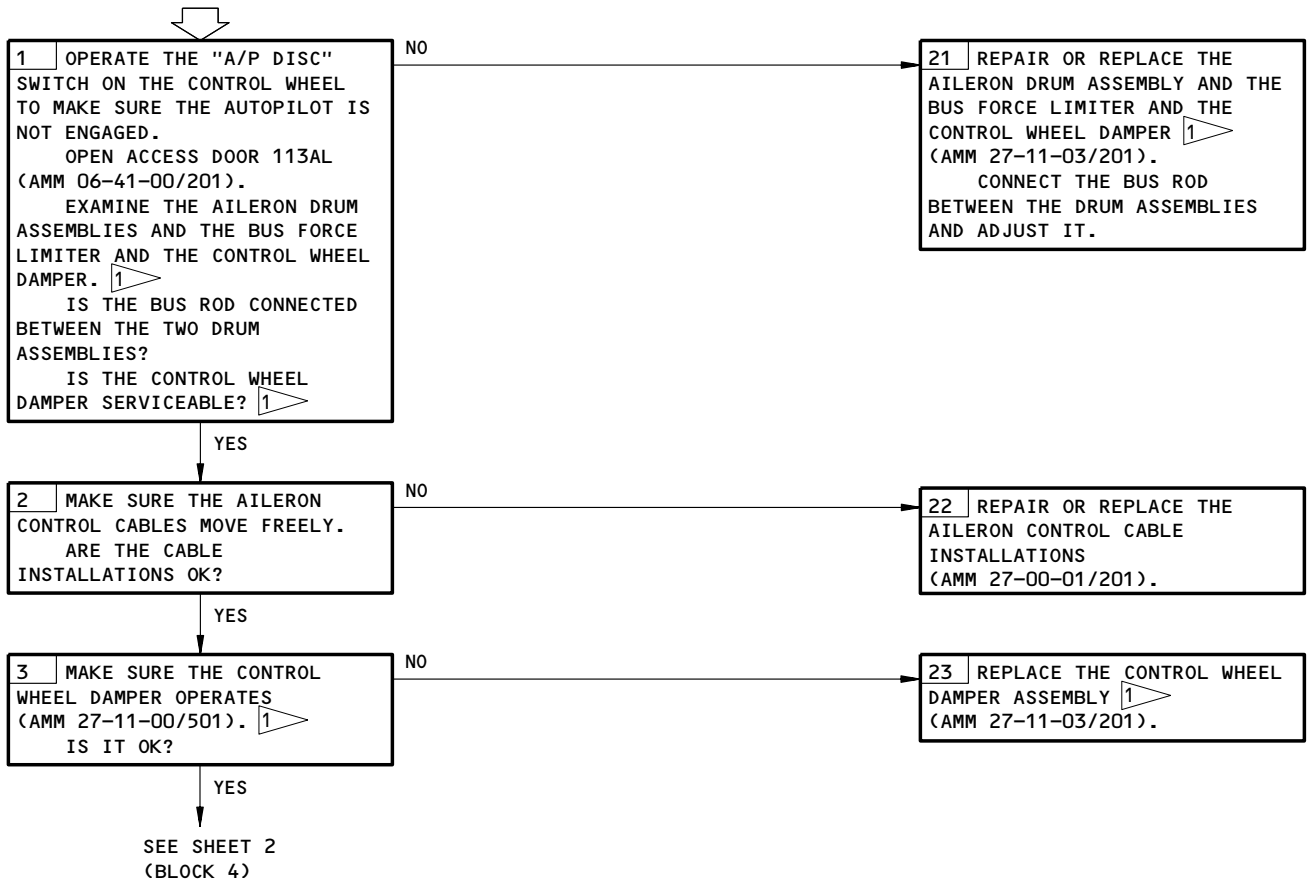 1 OPERATE THE "A/P DISC"
SWITCH ON THE CONTROL WHEEL
TO MAKE SURE THE AUTOPILOT IS
NOT ENGAGED.
OPEN ACCESS DOOR 113AL
(AMM 06-41-00/201).
EXAMINE THE AILERON DRUM
ASSEMBLIES AND THE BUS FORCE
LIMITER AND THE CONTROL WHEEL
DAMPER. 1
IS THE BUS ROD CONNECTED
BETWEEN THE TWO DRUM
ASSEMBLIES?
IS THE CONTROL WHEEL
DAMPER SERVICEABLE? 1
NO
21 REPAIR OR REPLACE THE
AILERON DRUM ASSEMBLY AND THE
BUS FORCE LIMITER AND THE
CONTROL WHEEL DAMPER 1
(AMM 27-11-03/201).
CONNECT THE BUS ROD
BETWEEN THE DRUM ASSEMBLIES
AND ADJUST IT.
YES
2 MAKE SURE THE AILERON
CONTROL CABLES MOVE FREELY.
ARE THE CABLE
INSTALLATIONS OK?
NO
22 REPAIR OR REPLACE THE
AILERON CONTROL CABLE
INSTALLATIONS
(AMM 27-00-01/201).
YES
3 MAKE SURE THE CONTROL
WHEEL DAMPER OPERATES
(AMM 27-11-00/501). 1
IS IT OK?
NO
23 REPLACE THE CONTROL WHEEL
DAMPER ASSEMBLY 1
(AMM 27-11-03/201).
YES
SEE SHEET 2
(BLOCK 4)